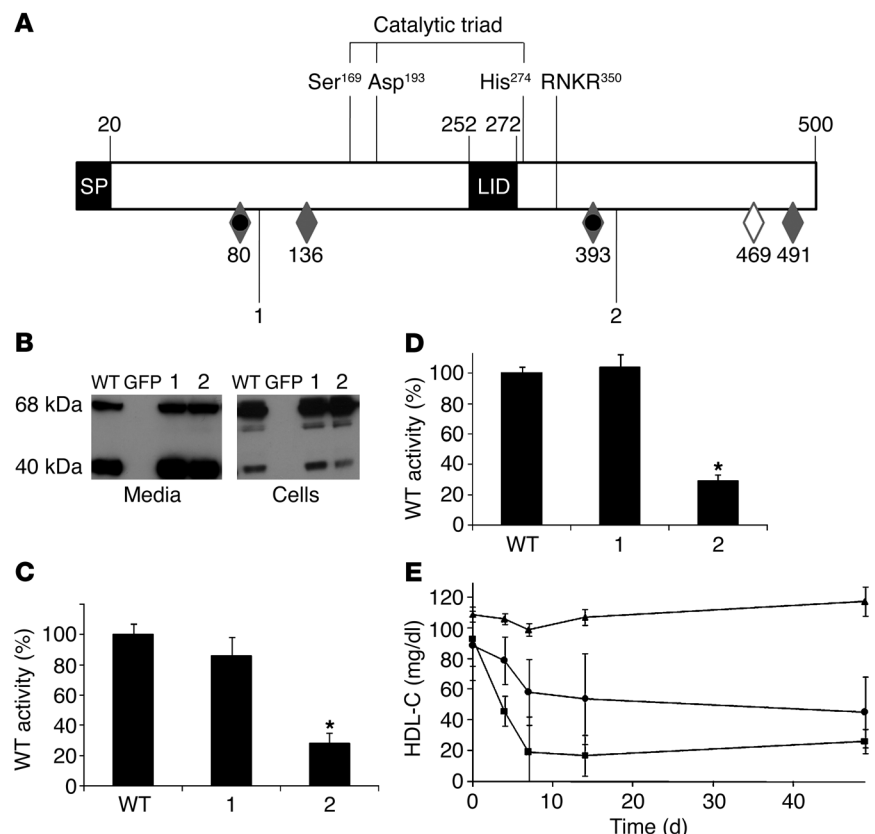 A
Catalytic triad
Ser169 Asp193 His274 RNKR350
20 252 272 500
SP LID
80 136 393 469 491
1 2
B
WT GFP 1 2 WT GFP 1 2
68 kDa
40 kDa
Media Cells
C
WT activity (%)
100
80
60
40
20
0
*
WT 1 2
D
WT activity (%)
100
80
60
40
20
0
*
WT 1 2
E
HDL-C (mg/dl)
120
100
80
60
40
20
0
0 10 20 30 40
Time (d)